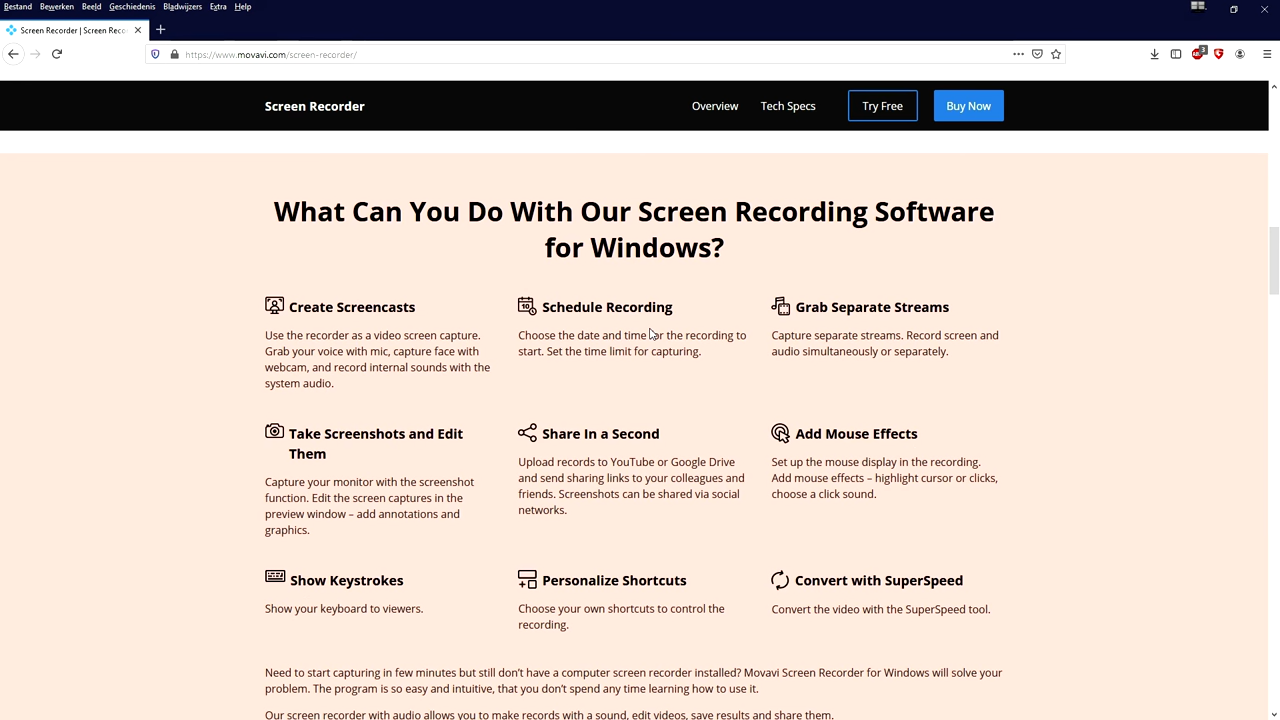 Bestand Bewerken Beeld Geschiedenis Bladwijzers Extra Help
Screen Recorder | Screen Reco
https://www.movavi.com/screen-recorder/
3
Screen Recorder Overview Tech Specs Try Free Buy Now
What Can You Do With Our Screen Recording Software
for Windows?
Create Screencasts
Use the recorder as a video screen capture.
Grab your voice with mic, capture face with
webcam, and record internal sounds with the
system audio.
10
Schedule Recording
Choose the date and time for the recording to
start. Set the time limit for capturing.
Grab Separate Streams
Capture separate streams. Record screen and
audio simultaneously or separately.
Take Screenshots and Edit
Them
Capture your monitor with the screenshot
function. Edit the screen captures in the
preview window – add annotations and
graphics.
Share In a Second
Upload records to YouTube or Google Drive
and send sharing links to your colleagues and
friends. Screenshots can be shared via social
networks.
Add Mouse Effects
Set up the mouse display in the recording.
Add mouse effects – highlight cursor or clicks,
choose a click sound.
Show Keystrokes
Show your keyboard to viewers.
Personalize Shortcuts
Choose your own shortcuts to control the
recording.
Convert with SuperSpeed
Convert the video with the SuperSpeed tool.
Need to start capturing in few minutes but still don’t have a computer screen recorder installed? Movavi Screen Recorder for Windows will solve your
problem. The program is so easy and intuitive, that you don’t spend any time learning how to use it.
Our screen recorder with audio allows you to make records with a sound, edit videos, save results and share them.